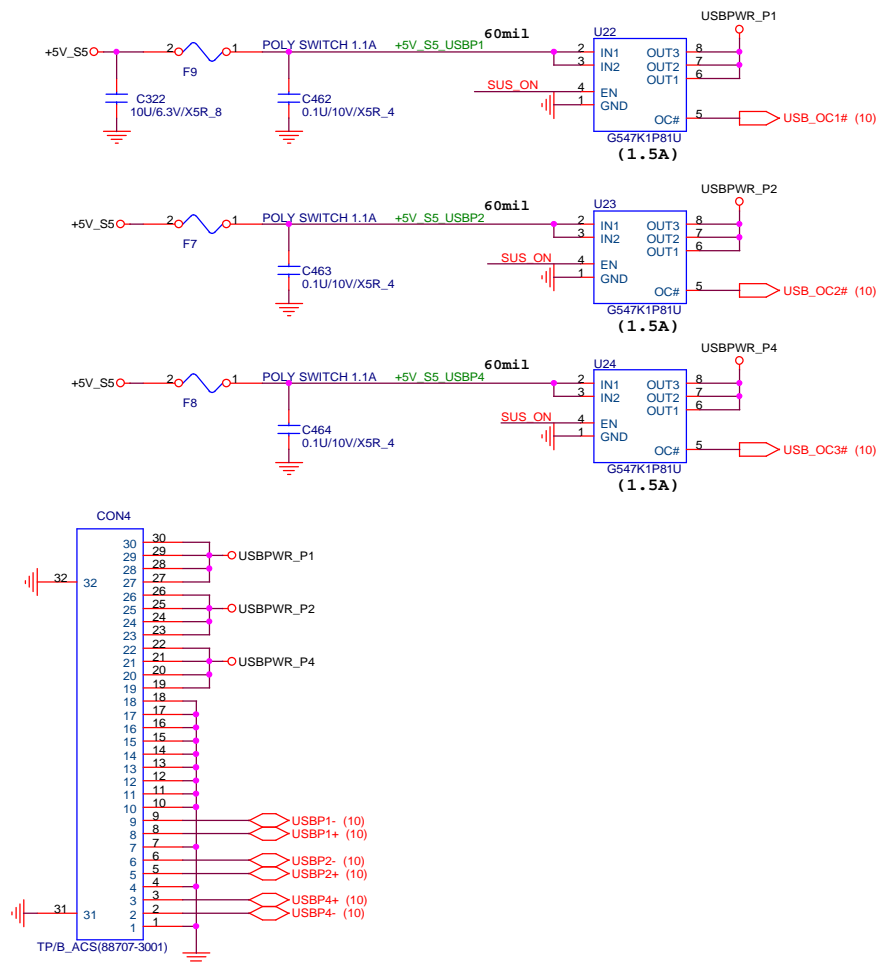 USBPWR_P1
60mil
U22
+5V_S5 2 1 POLY SWITCH 1.1A +5V_S5_USBP1 2 IN1 OUT3 8
F9 3 IN2 OUT2 7
OUT1 6
SUS_ON 4 EN
C322 C462 1 GND
10U/6.3V/X5R_8 0.1U/10V/X5R_4 OC# 5 USB_OC1# (10)
G547K1P81U
(1.5A)
USBPWR_P2
60mil
U23
+5V_S5 2 1 POLY SWITCH 1.1A +5V_S5_USBP2 2 IN1 OUT3 8
F7 3 IN2 OUT2 7
OUT1 6
SUS_ON 4 EN
C463 1 GND
0.1U/10V/X5R_4 OC# 5 USB_OC2# (10)
G547K1P81U
(1.5A)
USBPWR_P4
60mil
U24
+5V_S5 2 1 POLY SWITCH 1.1A +5V_S5_USBP4 2 IN1 OUT3 8
F8 3 IN2 OUT2 7
OUT1 6
SUS_ON 4 EN
C464 1 GND
0.1U/10V/X5R_4 OC# 5 USB_OC3# (10)
G547K1P81U
(1.5A)
CON4
30 30
29 29 USBPWR_P1
28 28
32 32 27 27
26 26
25 25 USBPWR_P2
24 24
23 23
22 22
21 21 USBPWR_P4
20 20
19 19
18 18
17 17
16 16
15 15
14 14
13 13
12 12
11 11
10 10
9 9 USBP1- (10)
8 8 USBP1+ (10)
7 7
6 6 USBP2- (10)
5 5 USBP2+ (10)
4 4
3 3 USBP4+ (10)
31 31 2 2 USBP4- (10)
1 1
TP/B_ACS(88707-3001)